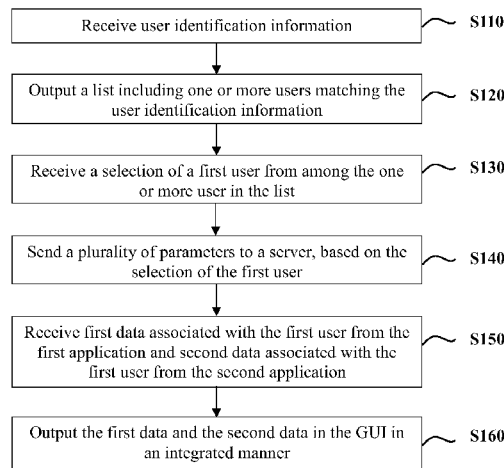 Receive user identification information
S110
Output a list including one or more users matching the
user identification information
S120
Receive a selection of a first user from among the one
or more user in the list
S130
Send a plurality of parameters to a server, based on the
selection of the first user
S140
Receive first data associated with the first user from the
first application and second data associated with the
first user from the second application
S150
Output the first data and the second data in the GUI in
an integrated manner
S160